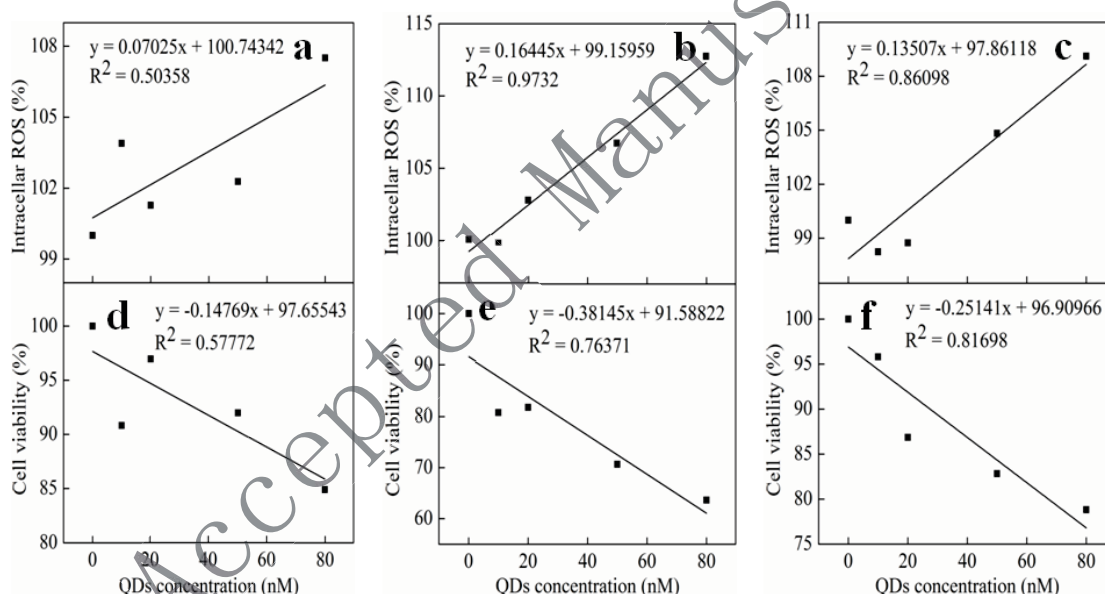 108
105
102
99
Intracellar ROS (%)
y = 0.07025x + 100.74342
R² = 0.50358
a
115
110
105
100
Intracellar ROS (%)
y = 0.16445x + 99.15959
R² = 0.9732
b
111
108
105
102
99
Intracellar ROS (%)
y = 0.13507x + 97.86118
R² = 0.86098
c
100
95
90
85
80
Cell viability (%)
d
y = -0.14769x + 97.65543
R² = 0.57772
0 20 40 60 80
QDs concentration (nM)
100
90
80
70
60
Cell viability (%)
e
y = -0.38145x + 91.58822
R² = 0.76371
0 20 40 60 80
QDs concentration (nM)
100
95
90
85
80
75
Cell viability (%)
f
y = -0.25141x + 96.90966
R² = 0.81698
0 20 40 60 80
QDs concentration (nM)
Accepted Manus